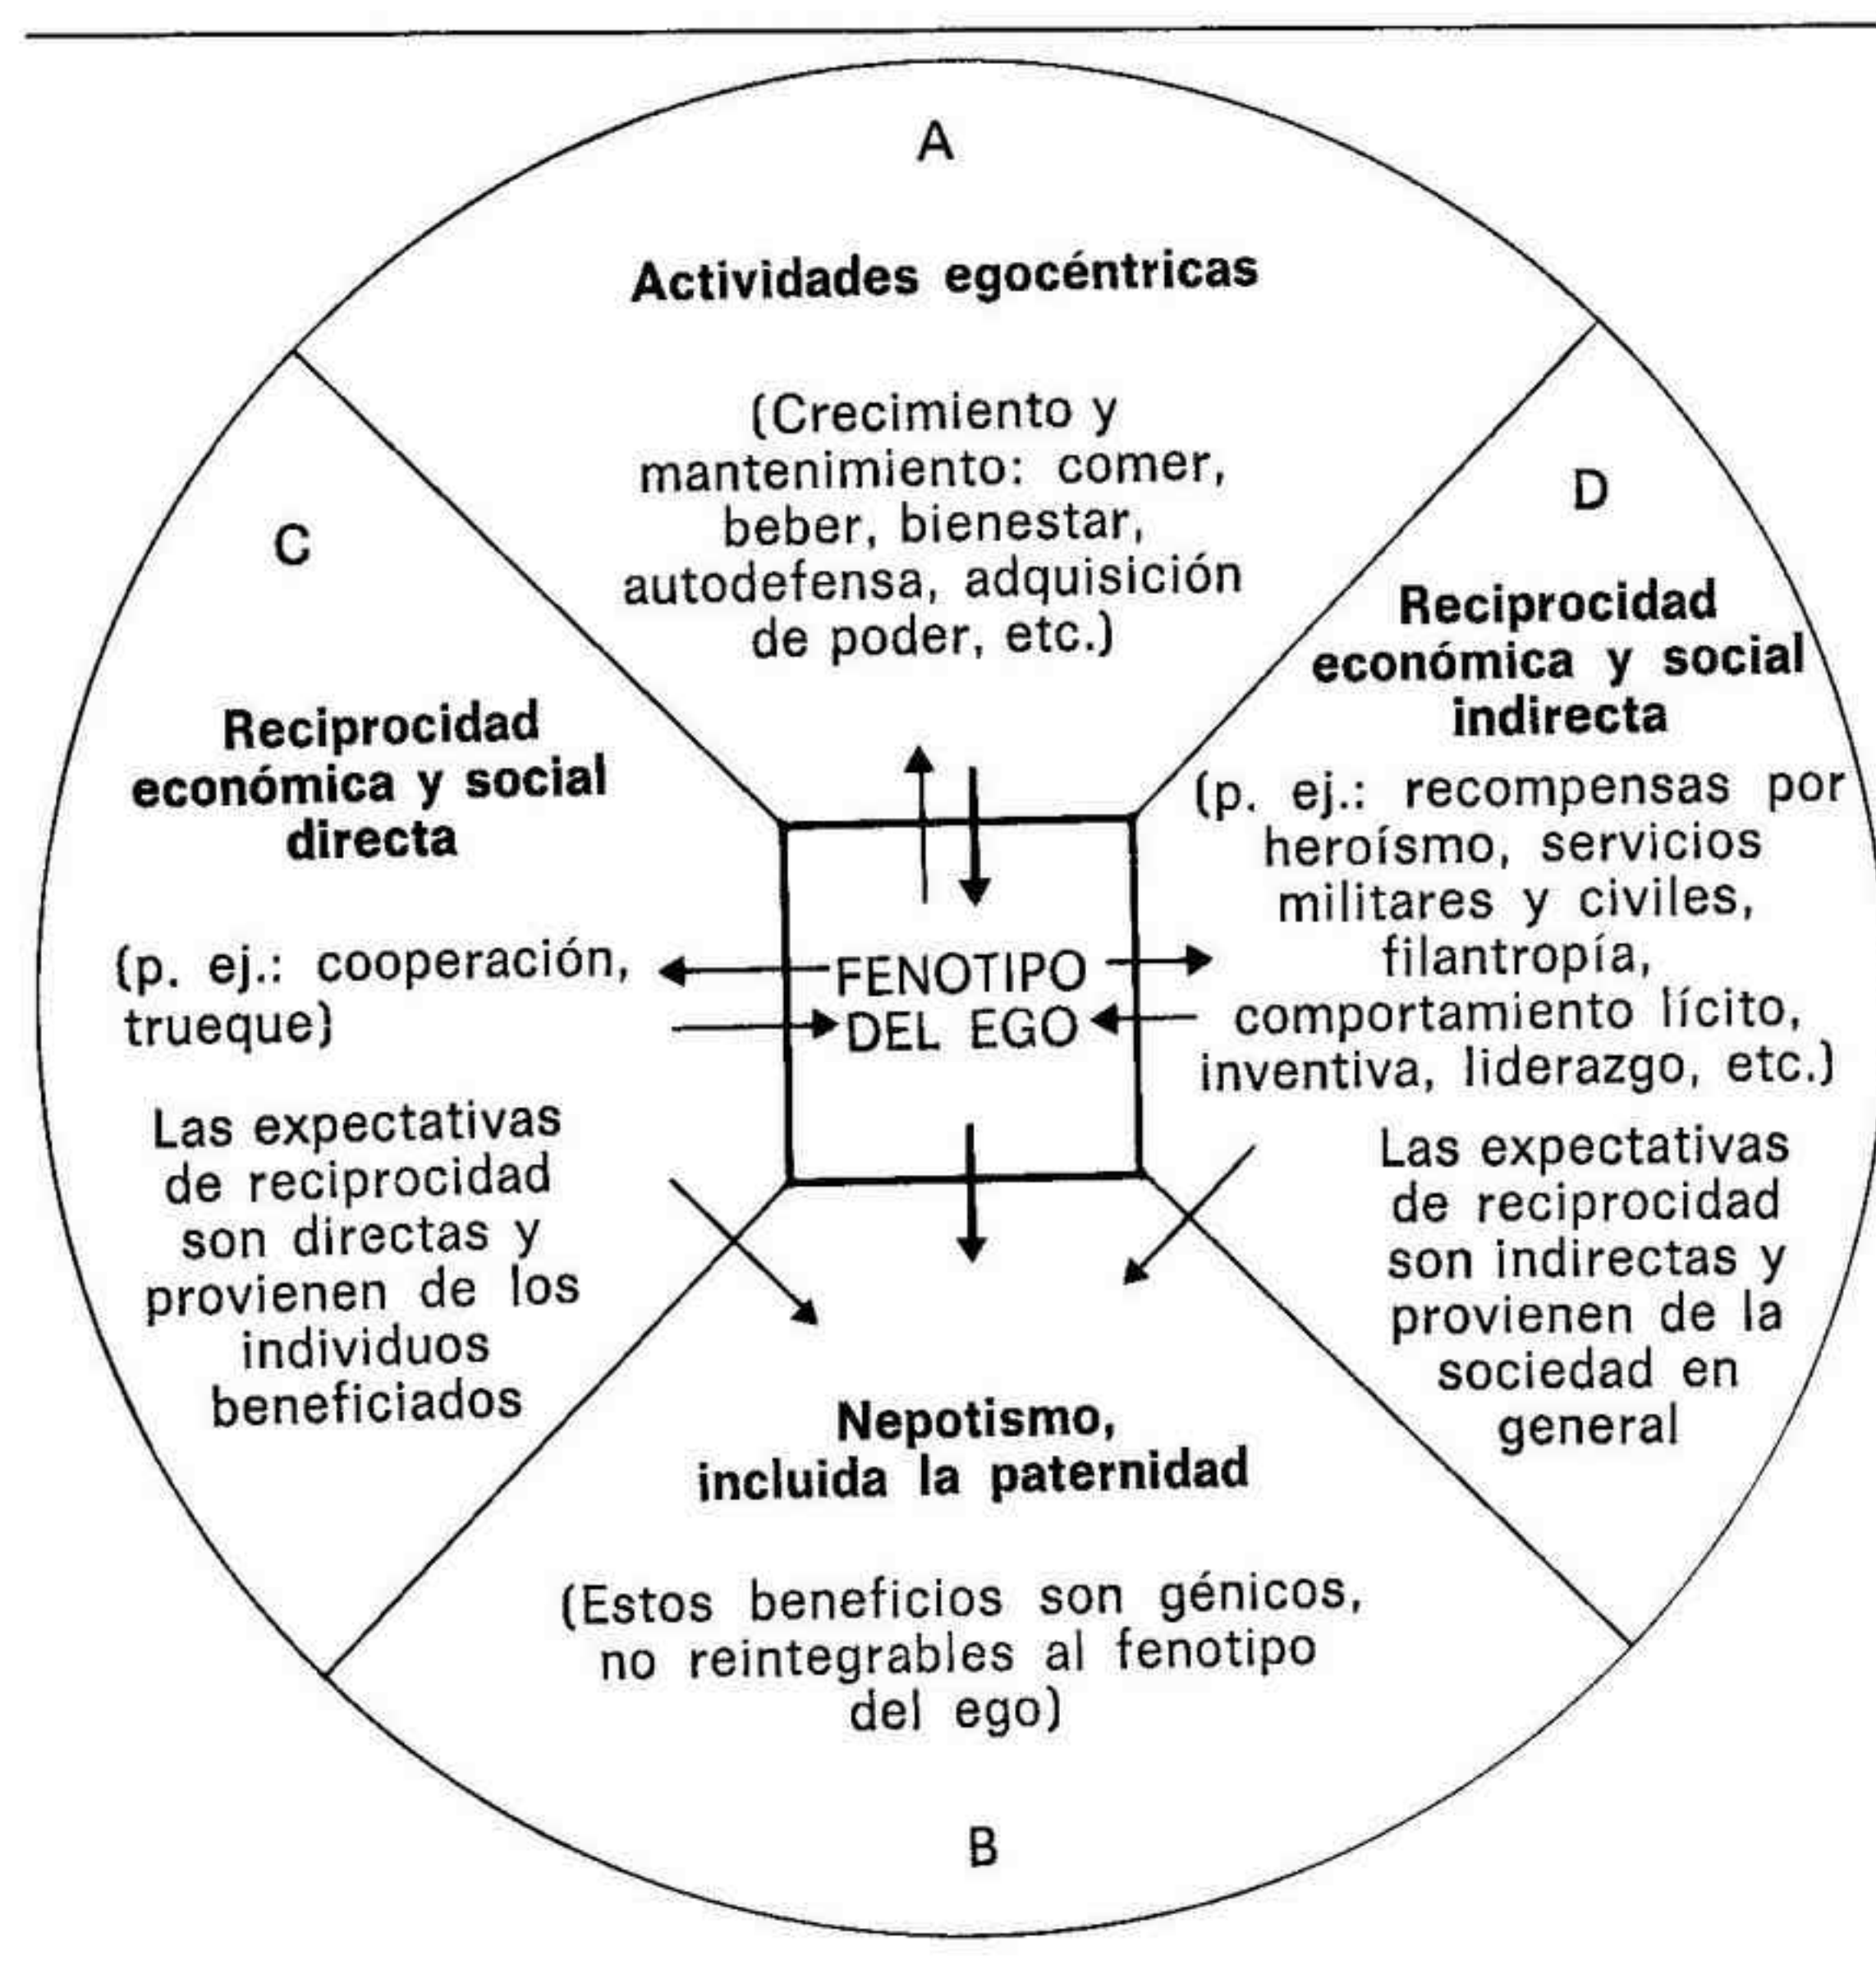 A
Actividades egocéntricas
(Crecimiento y
mantenimiento: comer,
beber, bienestar,
autodefensa, adquisición
de poder, etc.)
C
Reciprocidad
económica y social
directa
(p. ej.: cooperación,
trueque)
Las expectativas
de reciprocidad
son directas y
provienen de los
individuos
beneficiados
FENOTIPO
DEL EGO
D
Reciprocidad
económica y social
indirecta
(p. ej.: recompensas por
heroísmo, servicios
militares y civiles,
filantropía,
comportamiento lícito,
inventiva, liderazgo, etc.)
Las expectativas
de reciprocidad
son indirectas y
provienen de la
sociedad en
general
Nepotismo,
incluida la paternidad
(Estos beneficios son génicos,
no reintegrables al fenotipo
del ego)
B